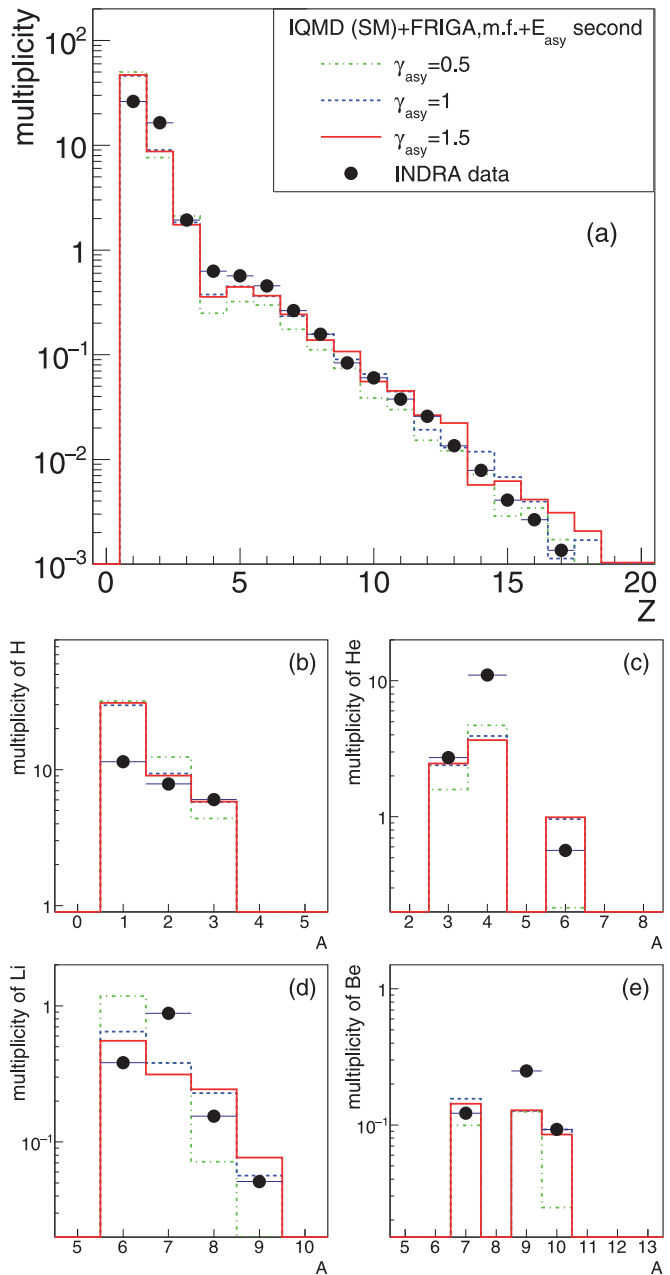 IQMD (SM)+FRIGA,m.f.+E_asy second
γ_asy=0.5
γ_asy=1
γ_asy=1.5
INDRA data
(a)
multiplicity
10^2
10
1
10^-1
10^-2
10^-3
0 5 10 15 20
Z
(b)
multiplicity of H
10
1
0 1 2 3 4 5
A
(c)
multiplicity of He
10
1
2 3 4 5 6 7 8
A
(d)
multiplicity of Li
1
10^-1
5 6 7 8 9 10
A
(e)
multiplicity of Be
1
10^-1
5 6 7 8 9 10 11 12 13
A